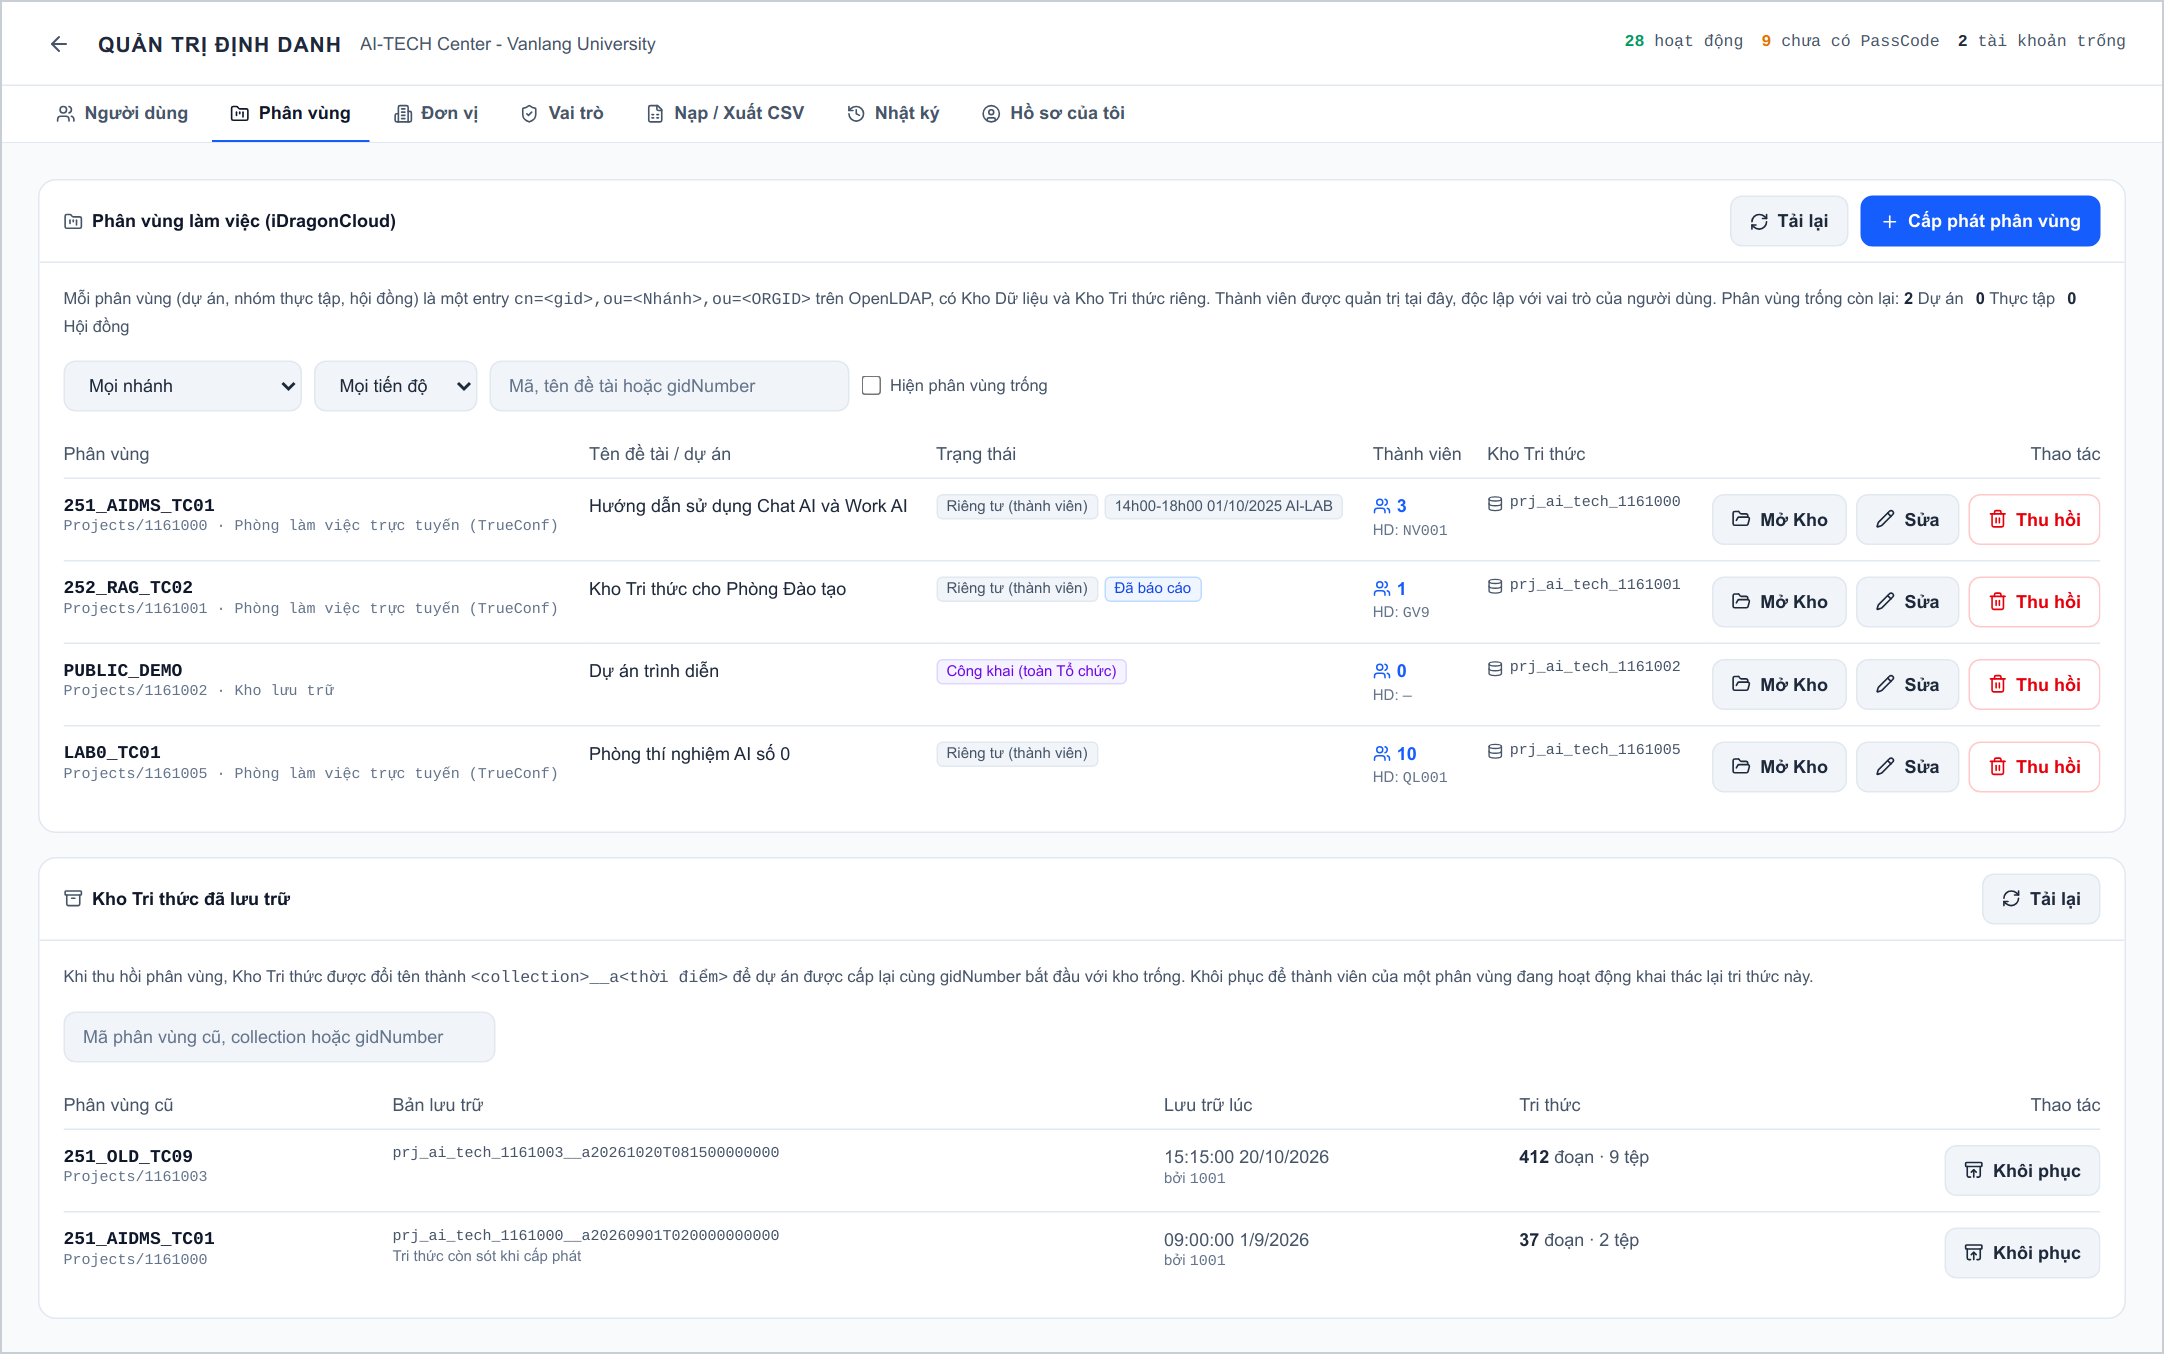 QUẢN TRỊ ĐỊNH DANH AI-TECH Center - Vanlang University
28 hoạt động 9 chưa có PassCode 2 tài khoản trống
Người dùng Phân vùng Đơn vị Vai trò Nạp / Xuất CSV Nhật ký Hồ sơ của tôi
Phân vùng làm việc (iDragonCloud) Tải lại + Cấp phát phân vùng
Mỗi phân vùng (dự án, nhóm thực tập, hội đồng) là một entry cn=<gid>,ou=<Nhánh>,ou=<ORGID> trên OpenLDAP, có Kho Dữ liệu và Kho Tri thức riêng. Thành viên được quản trị tại đây, độc lập với vai trò của người dùng. Phân vùng trống còn lại: 2 Dự án 0 Thực tập 0
Hội đồng
Mọi nhánh Mọi tiến độ Mã, tên đề tài hoặc gidNumber Hiện phân vùng trống
Phân vùng Tên đề tài / dự án Trạng thái Thành viên Kho Tri thức Thao tác
251_AIDMS_TC01 Hướng dẫn sử dụng Chat AI và Work AI Riêng tư (thành viên) 14h00-18h00 01/10/2025 AI-LAB 3 prj_ai_tech_1161000 Mở Kho Sửa Thu hồi
Projects/1161000 · Phòng làm việc trực tuyến (TrueConf) HD: NV001
252_RAG_TC02 Kho Tri thức cho Phòng Đào tạo Riêng tư (thành viên) Đã báo cáo 1 prj_ai_tech_1161001 Mở Kho Sửa Thu hồi
Projects/1161001 · Phòng làm việc trực tuyến (TrueConf) HD: GV9
PUBLIC_DEMO Dự án trình diễn Công khai (toàn Tổ chức) 0 prj_ai_tech_1161002 Mở Kho Sửa Thu hồi
Projects/1161002 · Kho lưu trữ HD: –
LAB0_TC01 Phòng thí nghiệm AI số 0 Riêng tư (thành viên) 10 prj_ai_tech_1161005 Mở Kho Sửa Thu hồi
Projects/1161005 · Phòng làm việc trực tuyến (TrueConf) HD: QL001
Kho Tri thức đã lưu trữ Tải lại
Khi thu hồi phân vùng, Kho Tri thức được đổi tên thành <collection>__a<thời điểm> để dự án được cấp lại cùng gidNumber bắt đầu với kho trống. Khôi phục để thành viên của một phân vùng đang hoạt động khai thác lại tri thức này.
Mã phân vùng cũ, collection hoặc gidNumber
Phân vùng cũ Bản lưu trữ Lưu trữ lúc Tri thức Thao tác
251_OLD_TC09 prj_ai_tech_1161003__a20261020T081500000000 15:15:00 20/10/2026 412 đoạn · 9 tệp Khôi phục
Projects/1161003 bởi 1001
251_AIDMS_TC01 prj_ai_tech_1161000__a20260901T020000000000 09:00:00 1/9/2026 37 đoạn · 2 tệp Khôi phục
Projects/1161000 Tri thức còn sót khi cấp phát bởi 1001